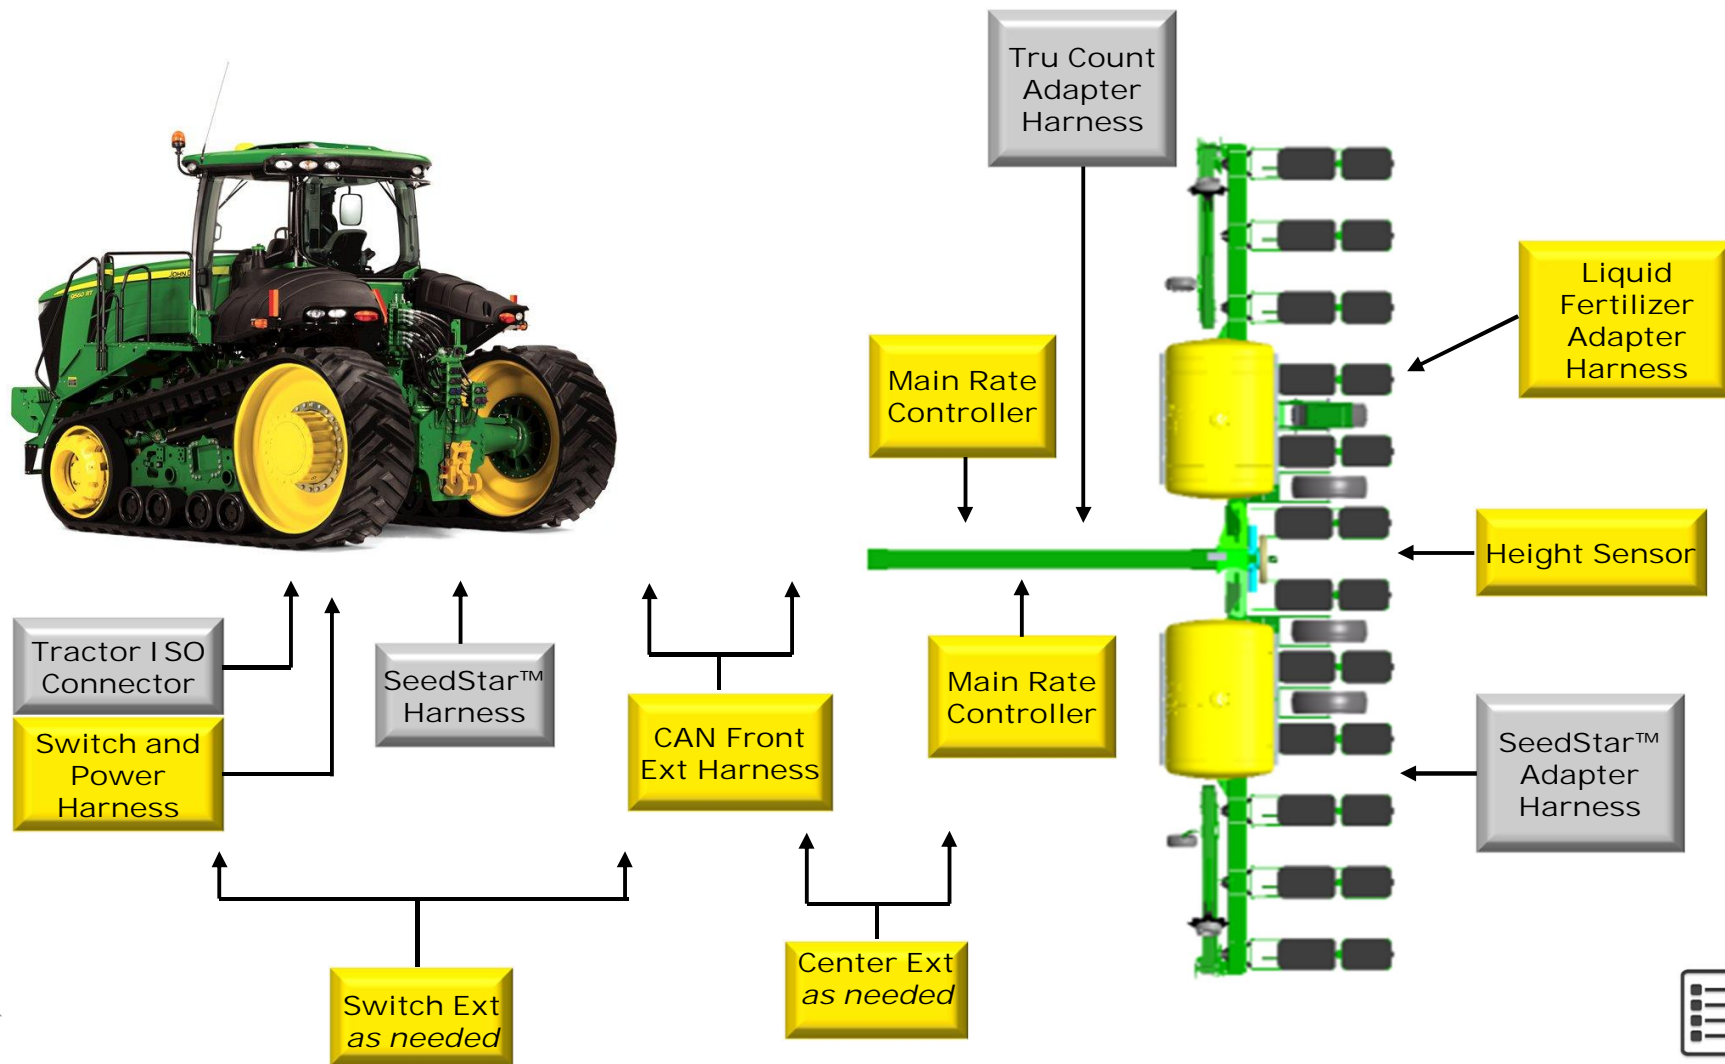 Tru Count
Adapter
Harness
Liquid
Fertilizer
Adapter
Harness
Main Rate
Controller
Height Sensor
Tractor ISO
Connector
SeedStar™
Harness
Main Rate
Controller
CAN Front
Ext Harness
Switch and
Power
Harness
SeedStar™
Adapter
Harness
Center Ext
as needed
Switch Ext
as needed